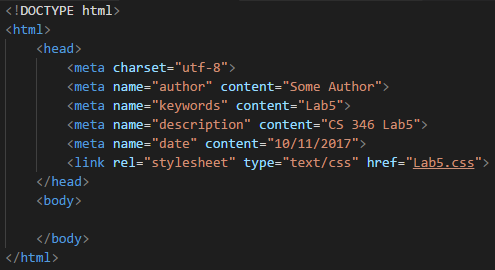 <!DOCTYPE html>
<html>
    <head>
        <meta charset="utf-8">
        <meta name="author" content="Some Author">
        <meta name="keywords" content="Lab5">
        <meta name="description" content="CS 346 Lab5">
        <meta name="date" content="10/11/2017">
        <link rel="stylesheet" type="text/css" href="Lab5.css">
    </head>
    <body>

    </body>
</html>